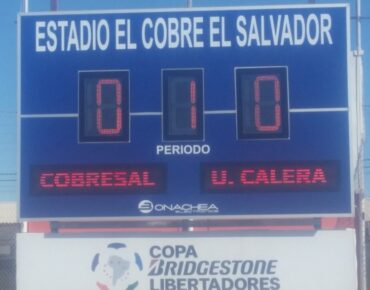 ESTADIO EL COBRE EL SALVADOR
0 1 0
PERIODO
COBRESAL U. CALERA
ONACHEA
COPA
BRIDGESTONE
LIBERTADORES